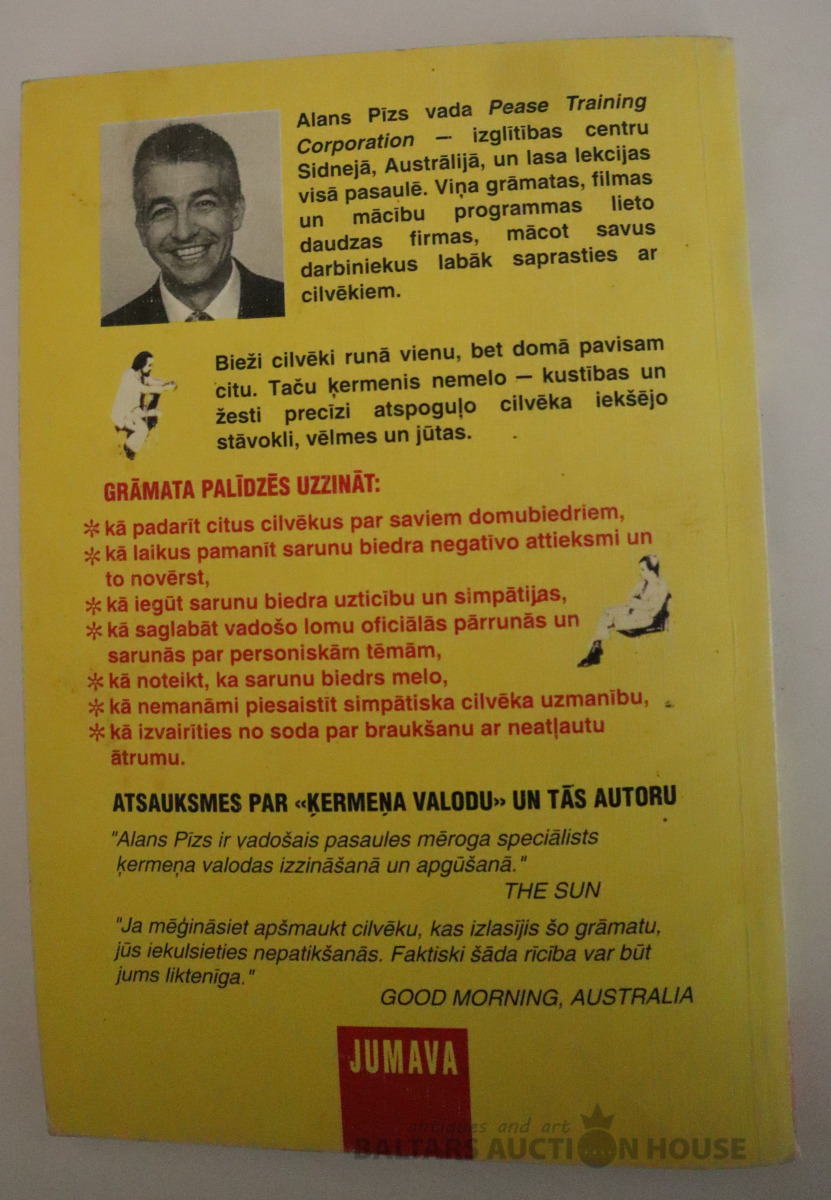 Alans Pīzs vada Pease Training
Corporation — izglītības centru
Sidnejā, Austrālijā, un lasa lekcijas
visā pasaulē. Viņa grāmatas, filmas
un mācību programmas lieto
daudzas firmas, mācot savus
darbiniekus labāk saprasties ar
cilvēkiem.
Bieži cilvēki runā vienu, bet domā pavisam
citu. Taču ķermenis nemelo — kustības un
žesti precīzi atspoguļo cilvēka iekšējo
stāvokli, vēlmes un jūtas.
GRĀMATA PALĪDZĒS UZZINĀT:
* kā padarīt citus cilvēkus par saviem domubiedriem,
* kā laikus pamanīt sarunu biedra negatīvo attieksmi un
to novērst,
* kā iegūt sarunu biedra uzticību un simpātijas,
* kā saglabāt vadošo lomu oficiālās pārrunās un
sarunās par personiskām tēmām,
* kā noteikt, ka sarunu biedrs melo,
* kā nemanāmi piesaistīt simpātiska cilvēka uzmanību,
* kā izvairīties no soda par braukšanu ar neatļautu
ātrumu.
ATSAUKSMES PAR «ĶERMEŅA VALODU» UN TĀS AUTORU
"Alans Pīzs ir vadošais pasaules mēroga speciālists
ķermeņa valodas izzināšanā un apgūšanā."
THE SUN
"Ja mēģināsiet apšmaukt cilvēku, kas izlasījis šo grāmatu,
jūs iekulsieties nepatikšanās. Faktiski šāda rīcība var būt
jums liktenīga."
GOOD MORNING, AUSTRALIA
JUMAVA
antiques and art
BALTARS AUCTION HOUSE